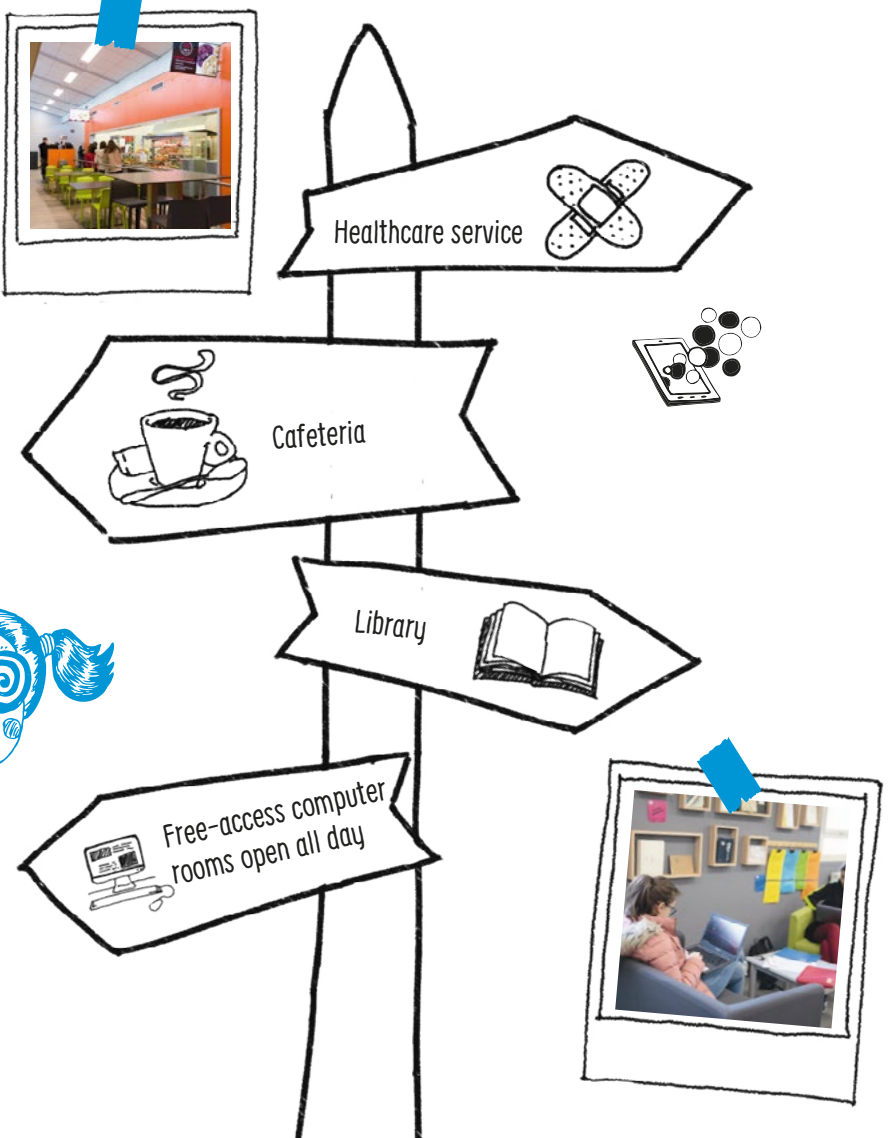 Healthcare service
Cafeteria
Library
Free-access computer
rooms open all day